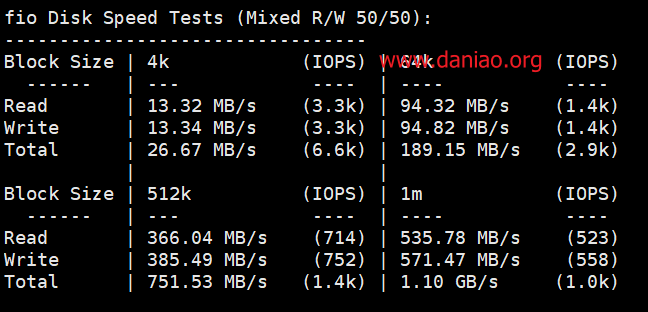 fio Disk Speed Tests (Mixed R/W 50/50):
---------------------------------
Block Size | 4k            (IOPS) | 64k           (IOPS)
  ------   | ---            ----  | ----           ----
Read       | 13.32 MB/s    (3.3k) | 94.32 MB/s    (1.4k)
Write      | 13.34 MB/s    (3.3k) | 94.82 MB/s    (1.4k)
Total      | 26.67 MB/s    (6.6k) | 189.15 MB/s   (2.9k)
           |                      |
Block Size | 512k          (IOPS) | 1m            (IOPS)
  ------   | ---            ----  | ----           ----
Read       | 366.04 MB/s    (714) | 535.78 MB/s    (523)
Write      | 385.49 MB/s    (752) | 571.47 MB/s    (558)
Total      | 751.53 MB/s   (1.4k) | 1.10 GB/s     (1.0k)
www.daniao.org